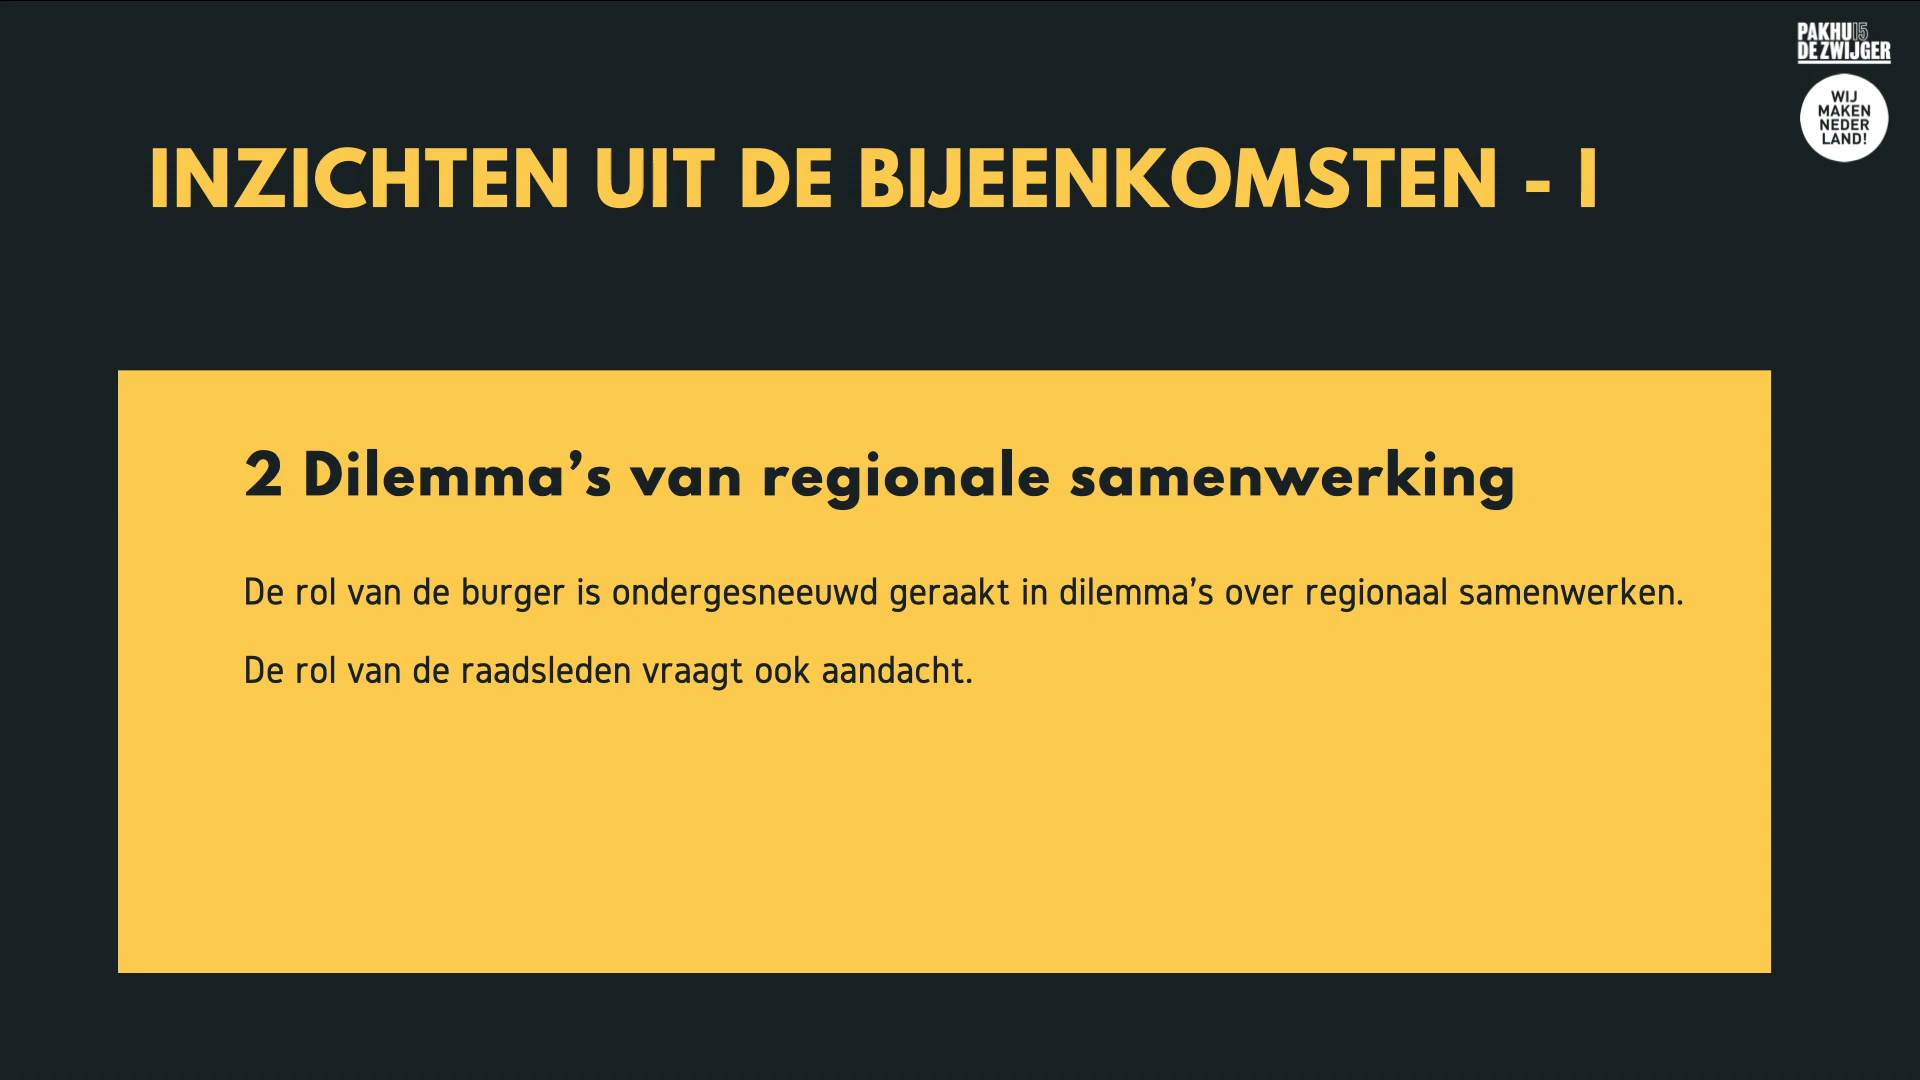 PAKHU15
DE ZWIJGER
WIJ
MAKEN
NEDER
LAND!
INZICHTEN UIT DE BIJEENKOMSTEN - I
2 Dilemma’s van regionale samenwerking
De rol van de burger is ondergesneeuwd geraakt in dilemma’s over regionaal samenwerken.
De rol van de raadsleden vraagt ook aandacht.